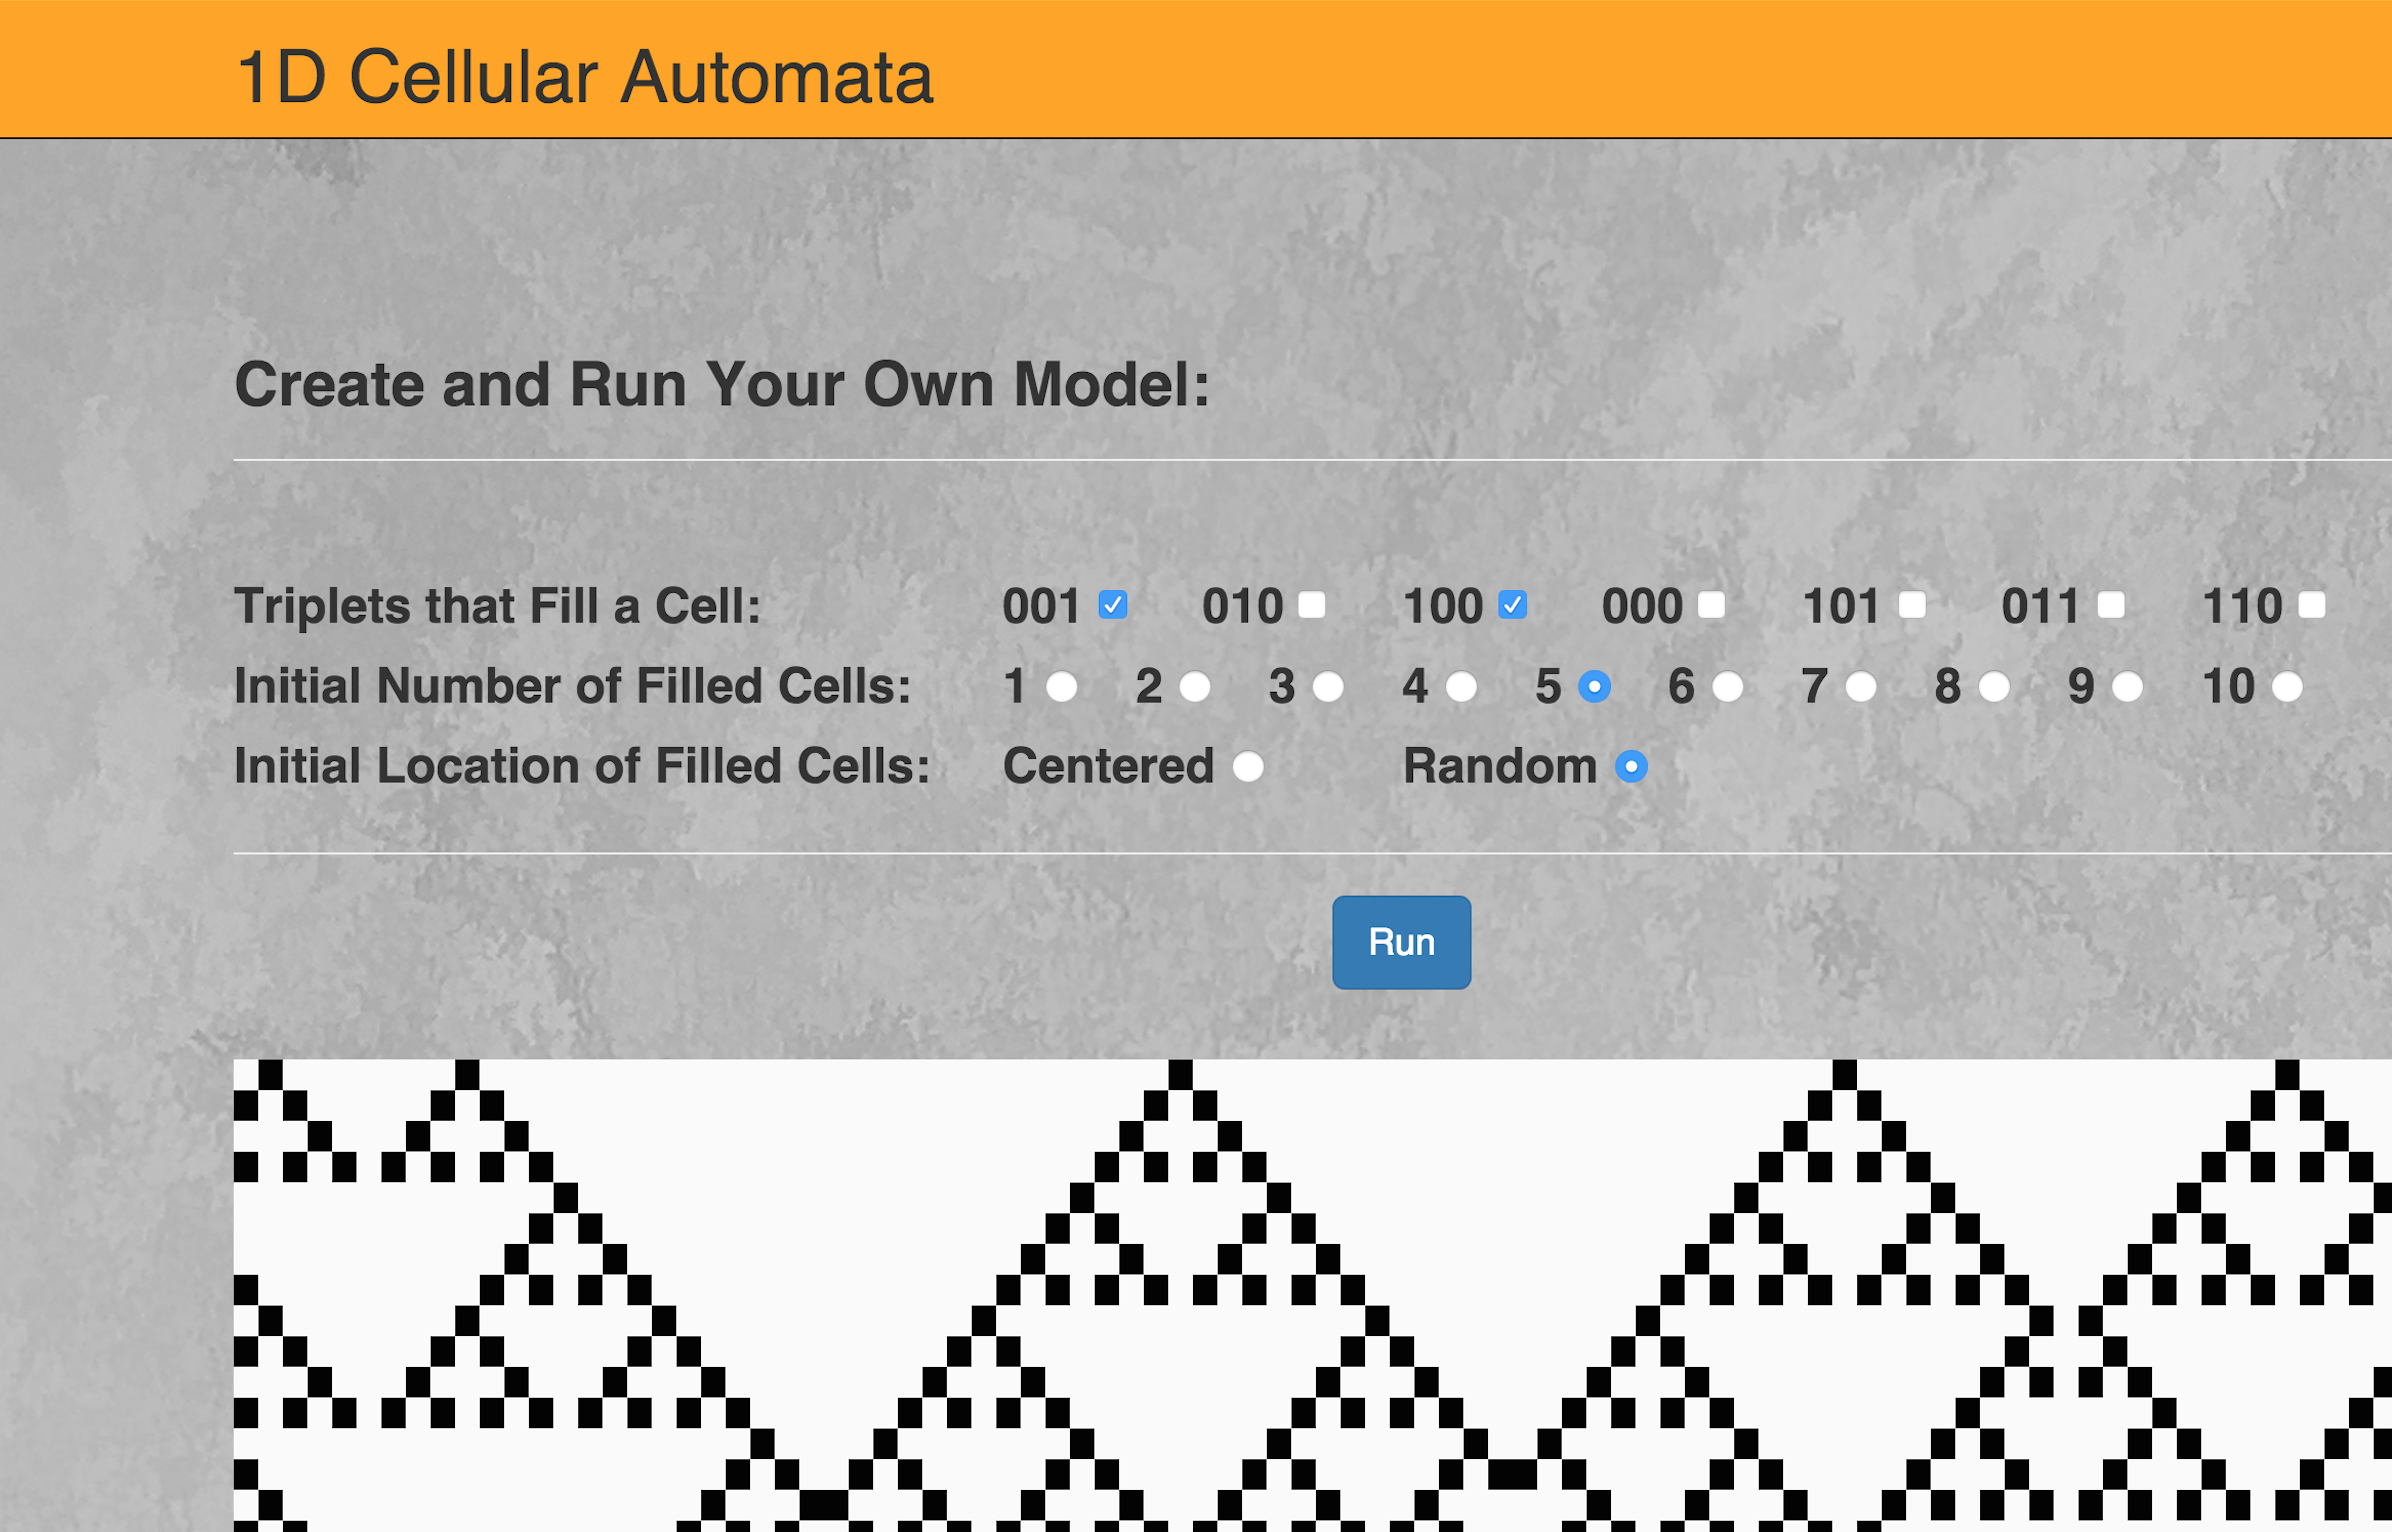 1D Cellular Automata
Create and Run Your Own Model:
Triplets that Fill a Cell: 001 010 100 000 101 011 110
Initial Number of Filled Cells: 1 2 3 4 5 6 7 8 9 10
Initial Location of Filled Cells: Centered Random
Run